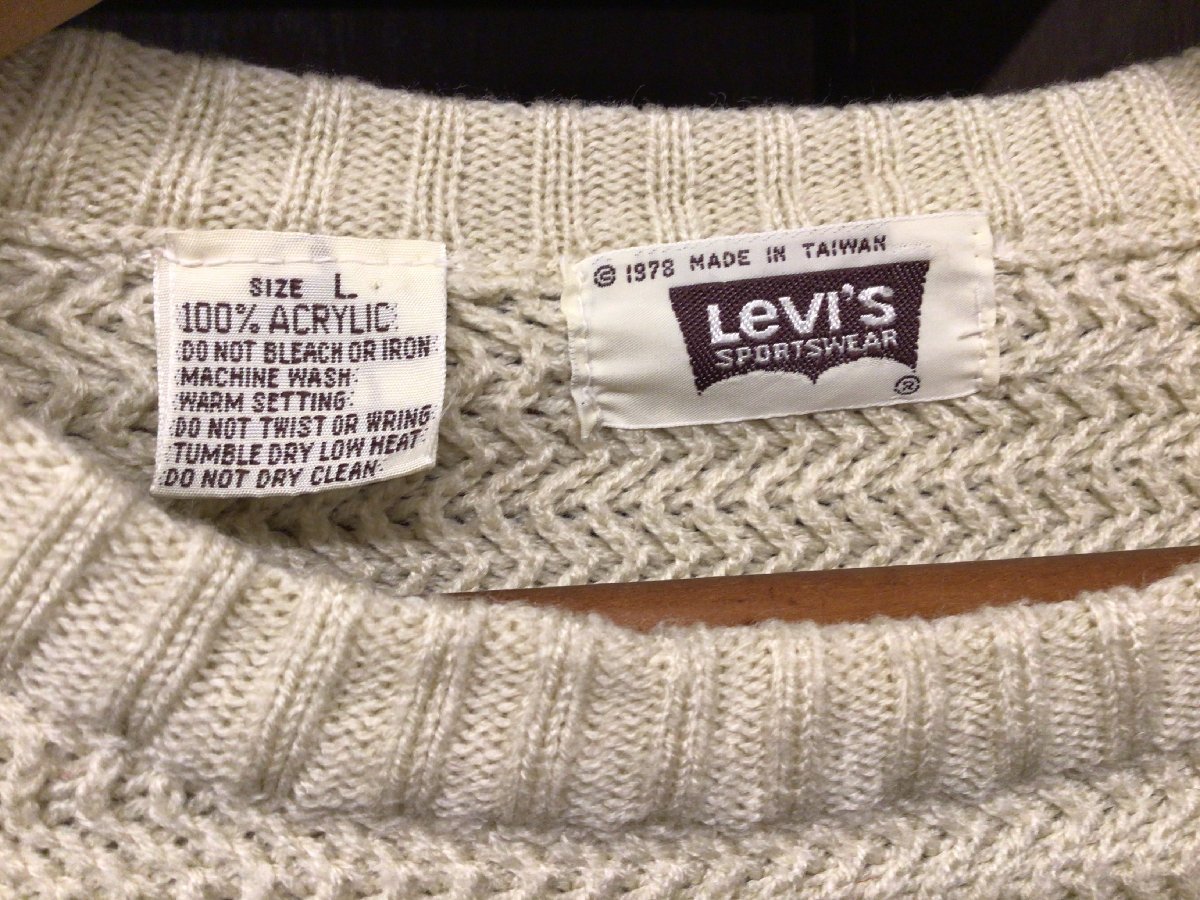 SIZE L
100% ACRYLIC
DO NOT BLEACH OR IRON
MACHINE WASH
WARM SETTING
DO NOT TWIST OR WRING
TUMBLE DRY LOW HEAT
DO NOT DRY CLEAN
© 1978 MADE IN TAIWAN
LeVI'S
SPORTSWEAR
®